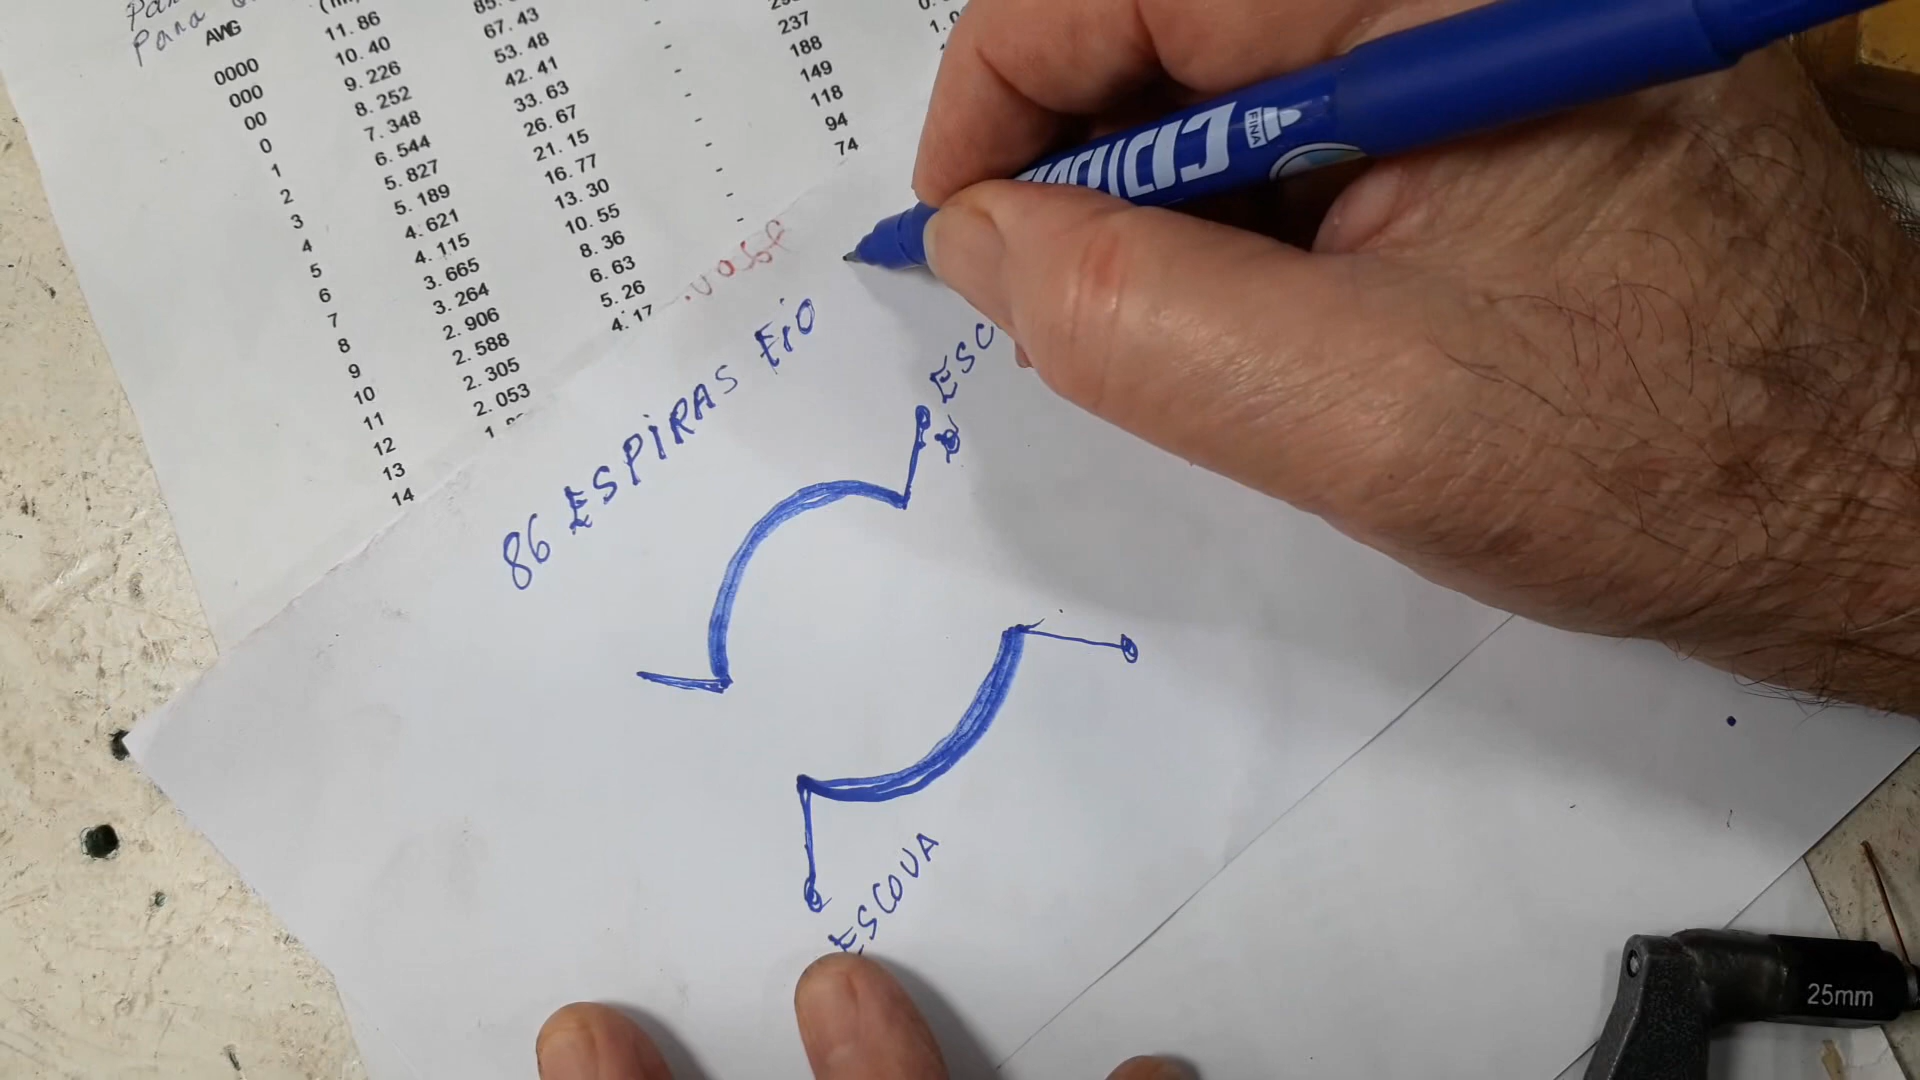 AWG
0000 11.86
000 10.40
00 9.226 67.43
0 8.252 53.48
1 7.348 42.41 -
2 6.544 33.63 -
3 5.827 26.67 - 237
4 5.189 21.15 - 188
5 4.621 16.77 - 149
6 4.115 13.30 - 118
7 3.665 10.55 - 94
8 3.264 8.36 - 74
9 2.906 6.63 -
10 2.588 5.26
11 2.305 4.17
12 2.053
13
14
86 ESPIRAS FIO
ESC
ESCOVA
FINA
25mm